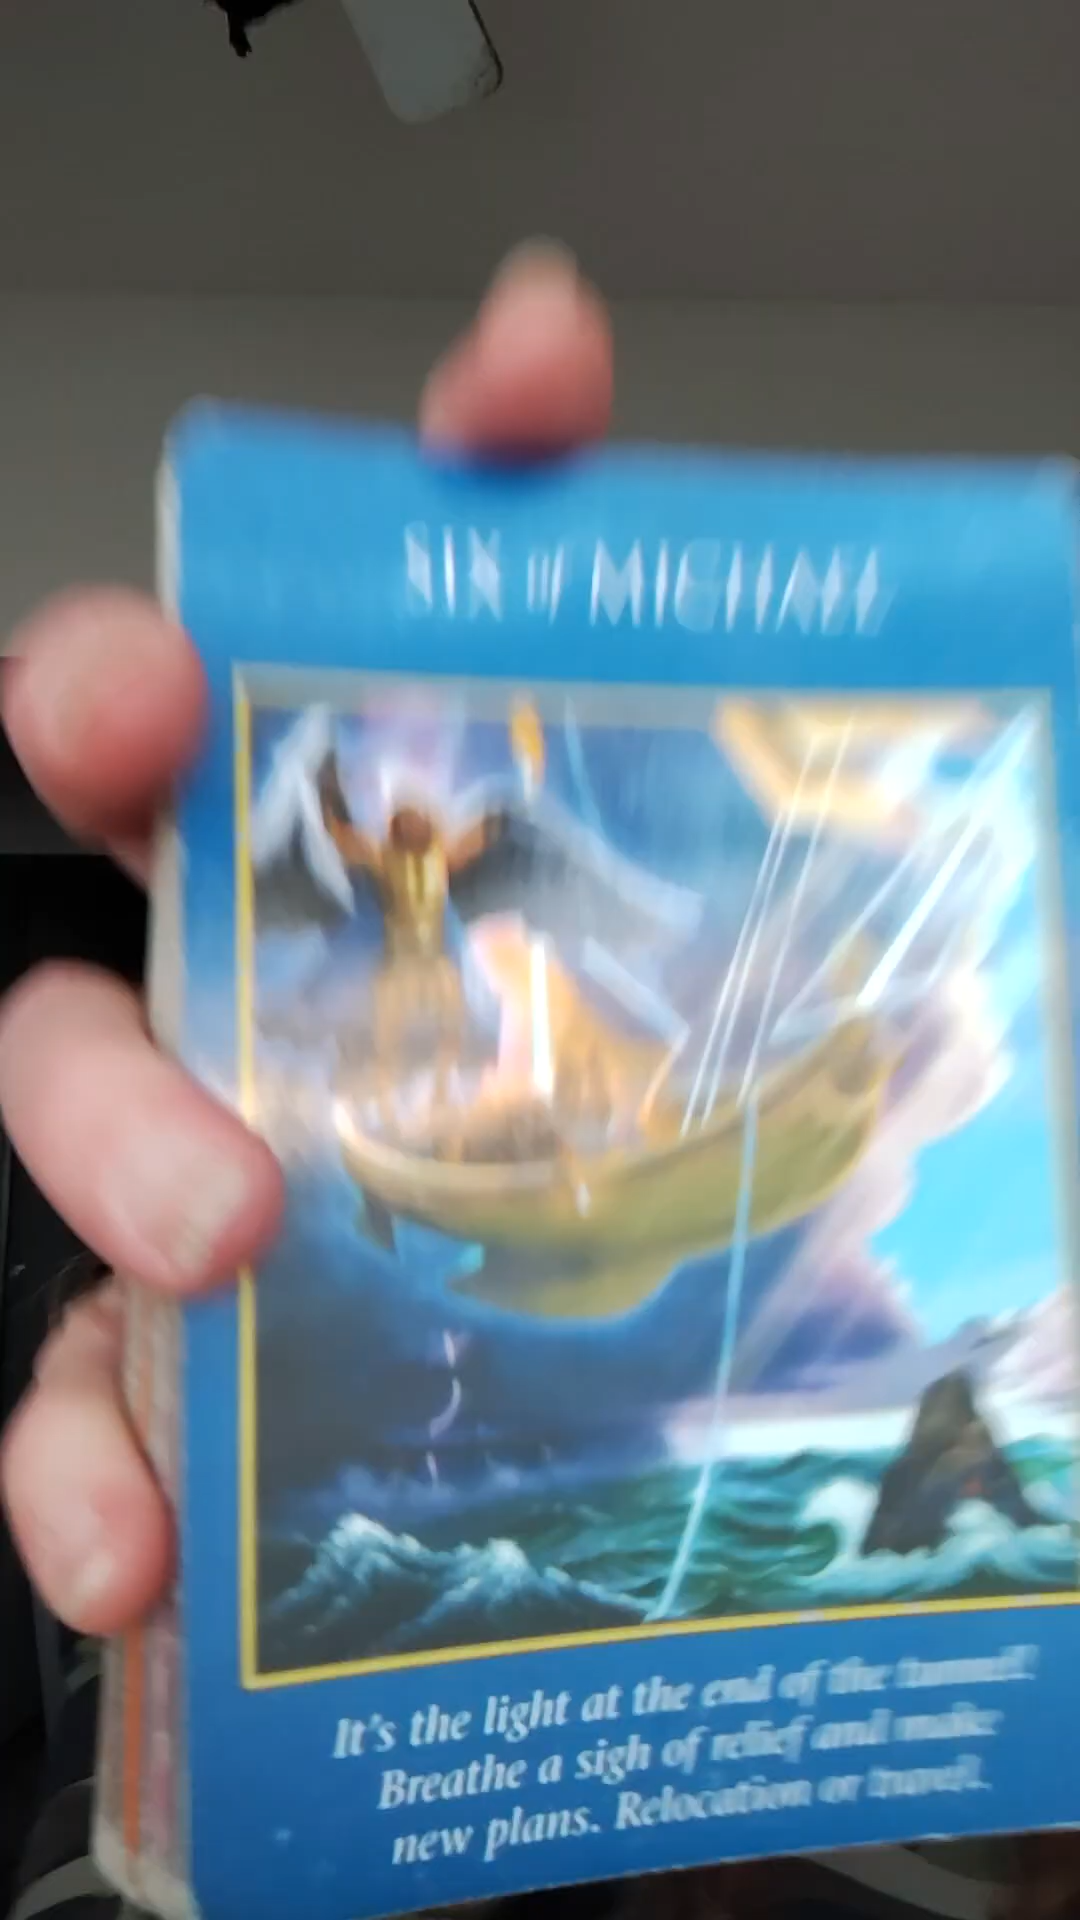 SIX of MICHAEL
It's the light at the end of the tunnel!
Breathe a sigh of relief and make
new plans. Relocation or travel.